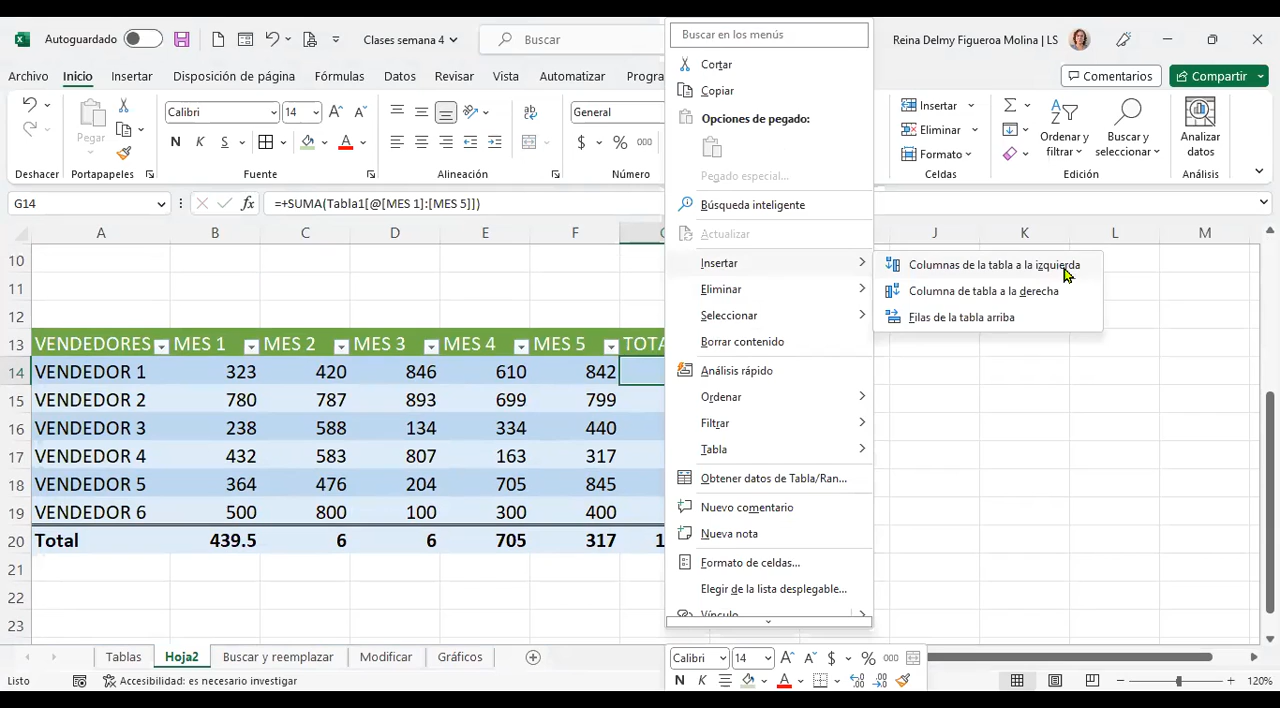 Autoguardado
Clases semana 4
Buscar
Reina Delmy Figueroa Molina | LS
Archivo Inicio Insertar Disposición de página Fórmulas Datos Revisar Vista Automatizar Progra
Comentarios Compartir
Pegar
Calibri 14
N K S
General
$ % 000
Insertar
Eliminar
Formato
Ordenar y filtrar
Buscar y seleccionar
Analizar datos
Deshacer Portapapeles Fuente Alineación Número Celdas Edición Análisis
G14 fx =+SUMA(Tabla1[@[MES 1]:[MES 5]])
A B C D E F J K L M
10
11
12
13 VENDEDORES MES 1 MES 2 MES 3 MES 4 MES 5 TOTA
14 VENDEDOR 1 323 420 846 610 842
15 VENDEDOR 2 780 787 893 699 799
16 VENDEDOR 3 238 588 134 334 440
17 VENDEDOR 4 432 583 807 163 317
18 VENDEDOR 5 364 476 204 705 845
19 VENDEDOR 6 500 800 100 300 400
20 Total 439.5 6 6 705 317 1
21
22
23
Buscar en los menús
Cortar
Copiar
Opciones de pegado:
Pegado especial...
Búsqueda inteligente
Actualizar
Insertar
Eliminar
Seleccionar
Borrar contenido
Análisis rápido
Ordenar
Filtrar
Tabla
Obtener datos de Tabla/Ran...
Nuevo comentario
Nueva nota
Formato de celdas...
Elegir de la lista desplegable...
Vínculo
Columnas de la tabla a la izquierda
Columna de tabla a la derecha
Filas de la tabla arriba
Calibri 14 $ % 000
N K A
Tablas Hoja2 Buscar y reemplazar Modificar Gráficos
Listo Accesibilidad: es necesario investigar 120%